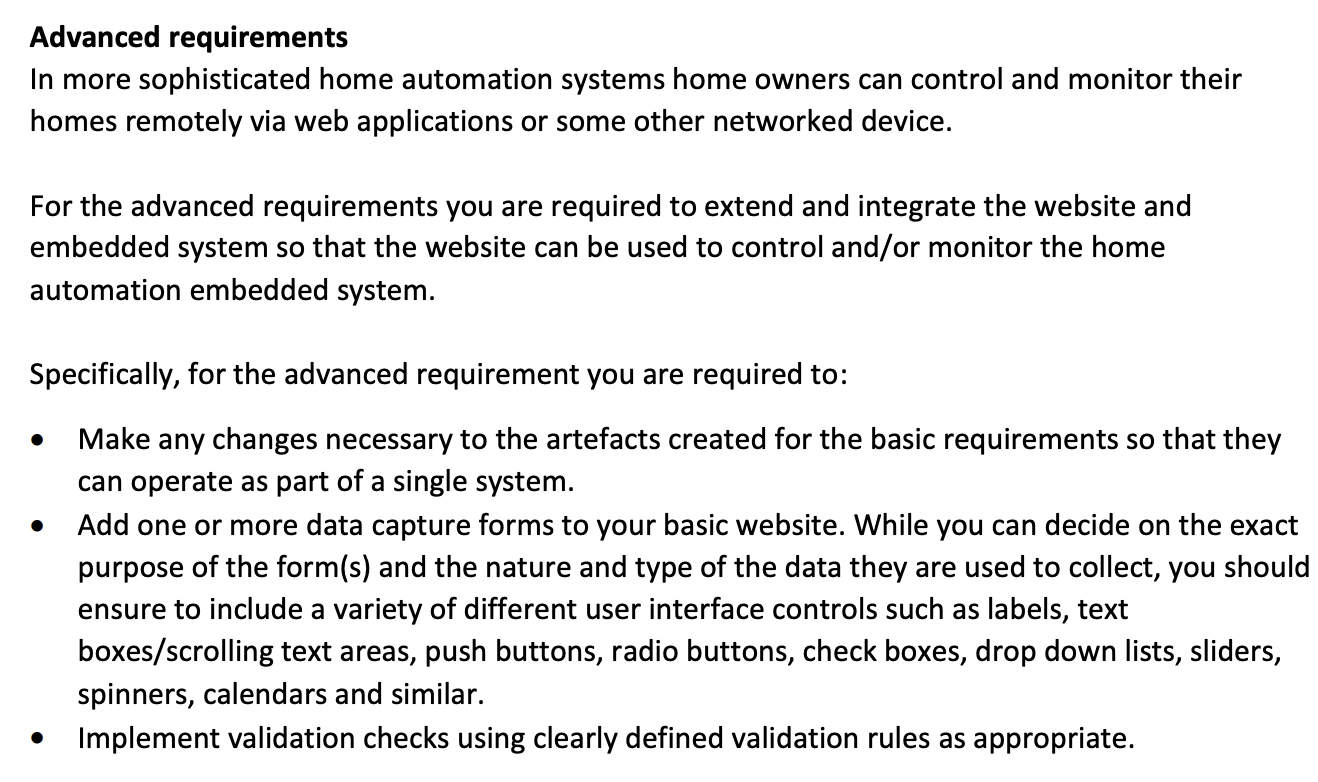 Advanced requirements
In more sophisticated home automation systems home owners can control and monitor their
homes remotely via web applications or some other networked device.
For the advanced requirements you are required to extend and integrate the website and
embedded system so that the website can be used to control and/or monitor the home
automation embedded system.
Specifically, for the advanced requirement you are required to:
• Make any changes necessary to the artefacts created for the basic requirements so that they
can operate as part of a single system.
• Add one or more data capture forms to your basic website. While you can decide on the exact
purpose of the form(s) and the nature and type of the data they are used to collect, you should
ensure to include a variety of different user interface controls such as labels, text
boxes/scrolling text areas, push buttons, radio buttons, check boxes, drop down lists, sliders,
spinners, calendars and similar.
• Implement validation checks using clearly defined validation rules as appropriate.